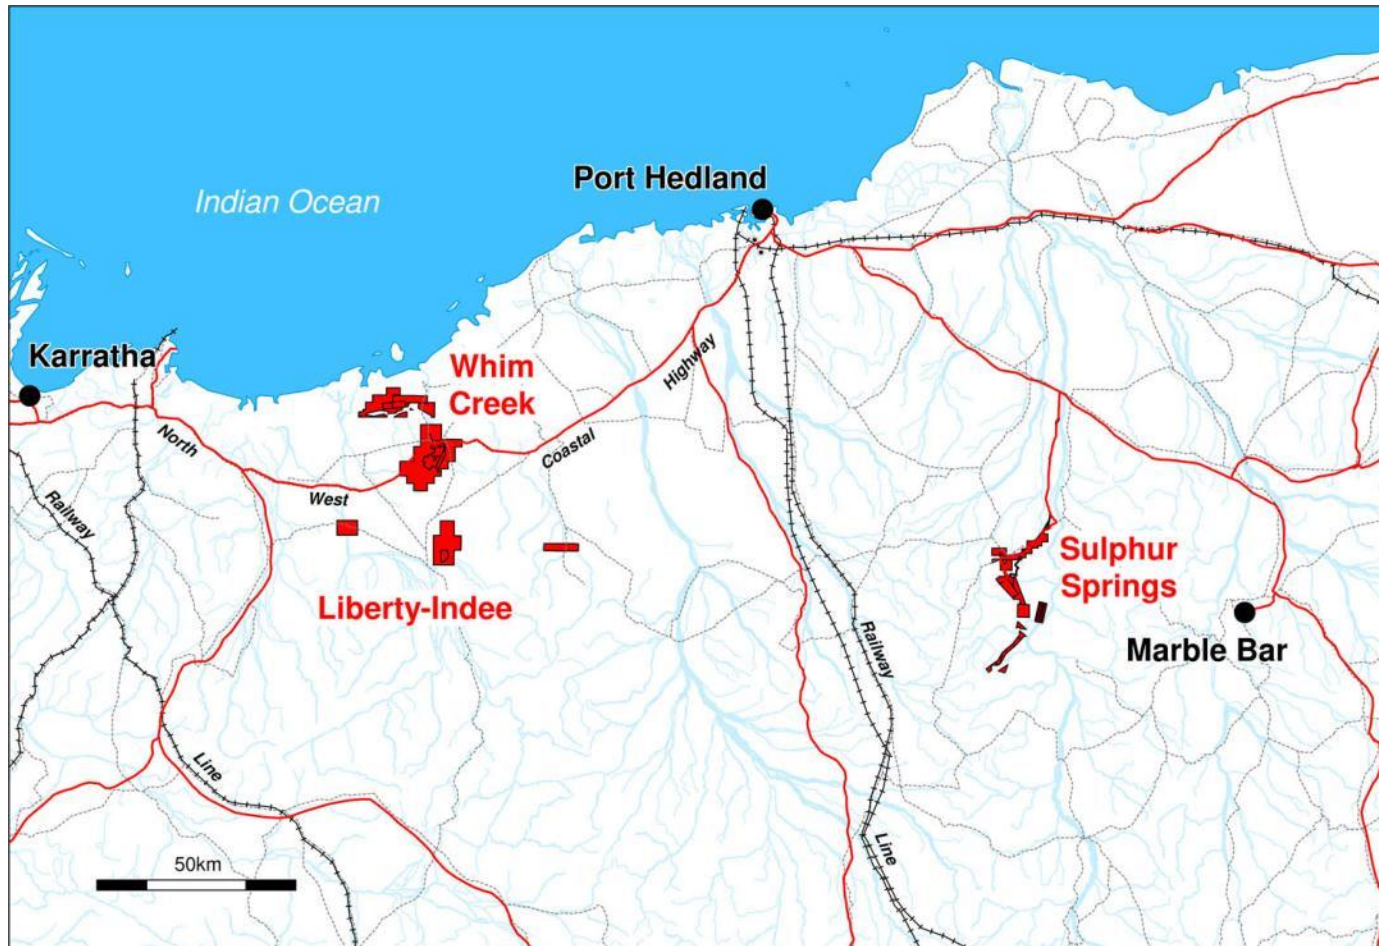 Port Hedland
Indian Ocean
Karratha
Whim
Creek
Highway
North
Coastal
West
Railway
Sulphur
Springs
Liberty-Indee
Railway
Marble Bar
Line
Line
50km